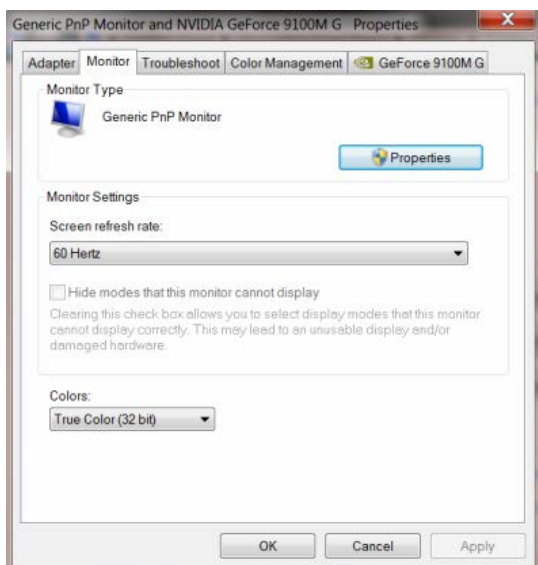 Generic PnP Monitor and NVIDIA GeForce 9100M G Properties
Adapter Monitor Troubleshoot Color Management GeForce 9100M G
Monitor Type
Generic PnP Monitor
Properties
Monitor Settings
Screen refresh rate:
60 Hertz
Hide modes that this monitor cannot display
Clearing this check box allows you to select display modes that this monitor
cannot display correctly. This may lead to an unusable display and/or
damaged hardware.
Colors:
True Color (32 bit)
OK Cancel Apply